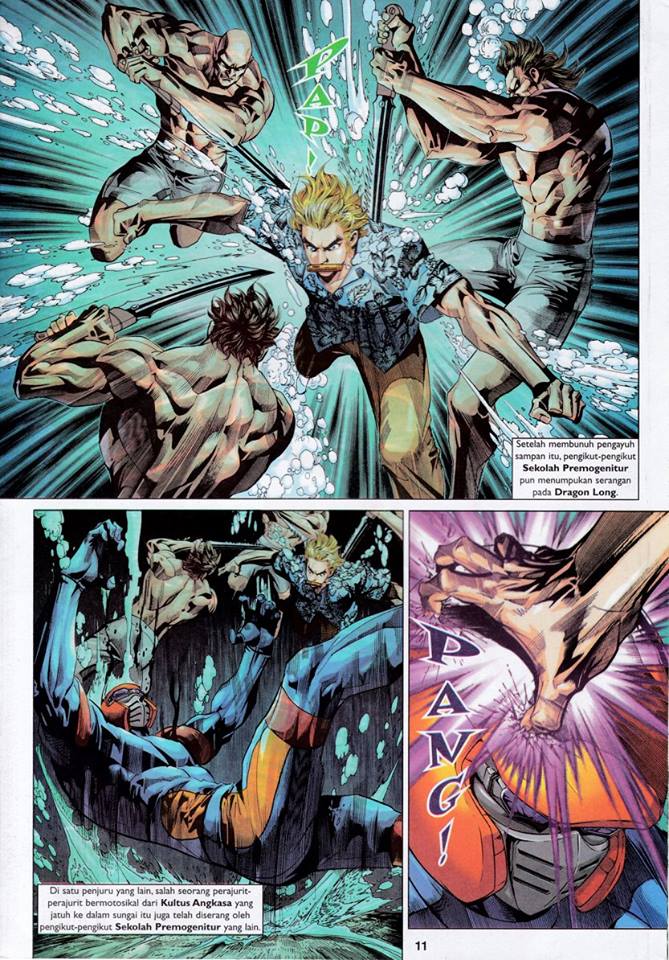 PAP!
Setelah membunuh pengayuh
sampan itu, pengikut-pengikut
Sekolah Premogenitur
pun menumpukan serangan
pada Dragon Long.
PANG!
Di satu penjuru yang lain, salah seorang perajurit-
perajurit bermotosikal dari Kultus Angkasa yang
jatuh ke dalam sungai itu juga telah diserang oleh
pengikut-pengikut Sekolah Premogenitur yang lain.
11